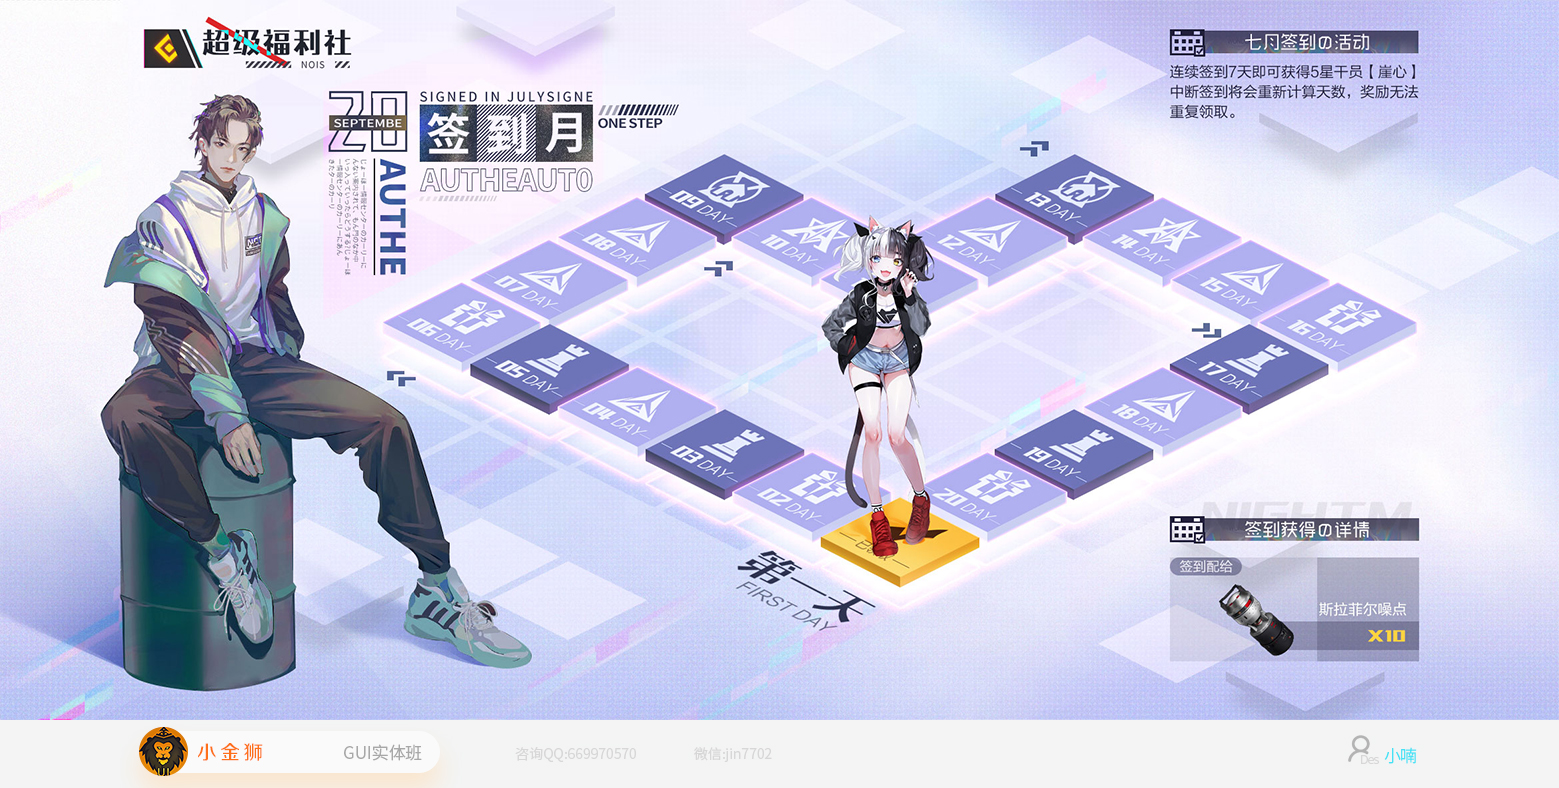 超级福利社
NOIS
20
SEPTEMBE
SIGNED IN JULYSIGNE
签到月
ONE STEP
AUTHEAUTO
AUTHE
七月签到の活动
连续签到7天即可获得5星干员【崖心】
中断签到将会重新计算天数，奖励无法
重复领取。
09 DAY
13 DAY
08 DAY
10 DAY
12 DAY
14 DAY
07 DAY
15 DAY
06 DAY
16 DAY
05 DAY
17 DAY
04 DAY
18 DAY
03 DAY
19 DAY
02 DAY
20 DAY
第一天
FIRST DAY
NIGHTM
签到获得の详情
签到配给
斯拉菲尔噪点
X10
小金狮
GUI实体班
咨询QQ:669970570
微信:jin7702
Des
小喃